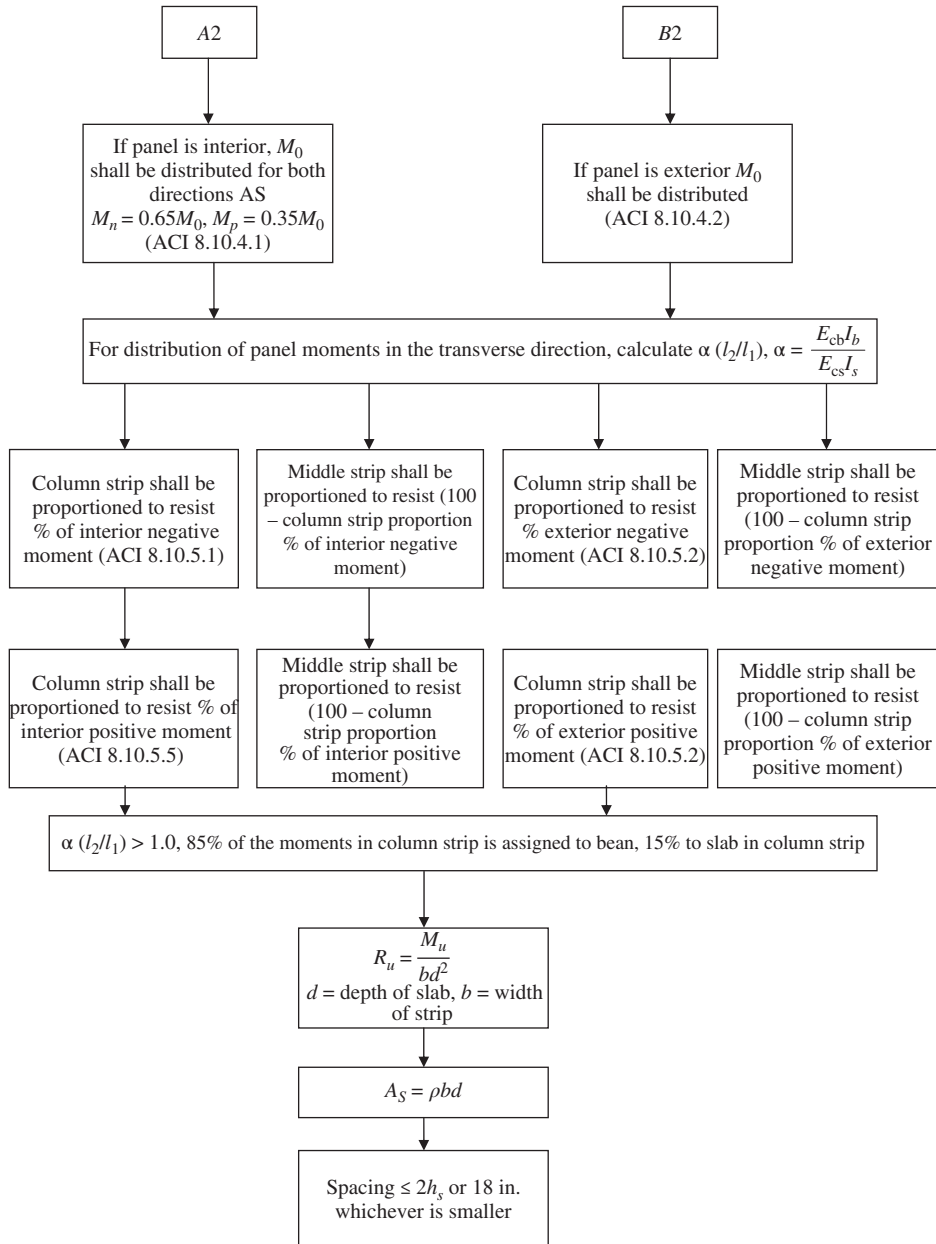 A2
B2
If panel is interior, M₀
shall be distributed for both
directions AS
Mₙ = 0.65M₀, Mₚ = 0.35M₀
(ACI 8.10.4.1)
If panel is exterior M₀
shall be distributed
(ACI 8.10.4.2)
For distribution of panel moments in the transverse direction, calculate α (l₂/l₁), α = E_cb I_b / E_cs I_s
Column strip shall be
proportioned to resist
% of interior negative
moment (ACI 8.10.5.1)
Middle strip shall be
proportioned to resist (100
– column strip proportion
% of interior negative
moment)
Column strip shall be
proportioned to resist
% exterior negative
moment (ACI 8.10.5.2)
Middle strip shall be
proportioned to resist
(100 – column strip
proportion % of exterior
negative moment)
Column strip shall be
proportioned to resist % of
interior positive moment
(ACI 8.10.5.5)
Middle strip shall be
proportioned to resist
(100 – column
strip proportion
% of interior positive
moment)
Column strip shall be
proportioned to resist
% of exterior positive
moment (ACI 8.10.5.2)
Middle strip shall be
proportioned to resist
(100 – column strip
proportion % of exterior
positive moment)
α (l₂/l₁) > 1.0, 85% of the moments in column strip is assigned to bean, 15% to slab in column strip
R_u = M_u / bd²
d = depth of slab, b = width
of strip
A_S = ρbd
Spacing ≤ 2h_s or 18 in.
whichever is smaller